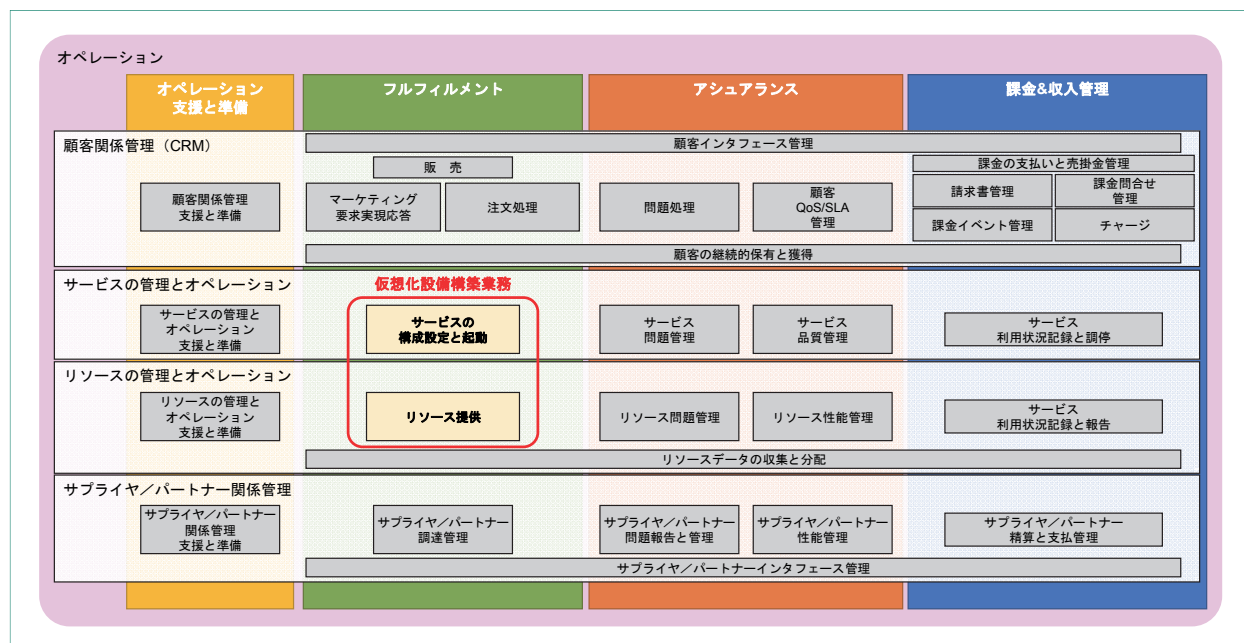 オペレーション
オペレーション
支援と準備
フルフィルメント
アシュアランス
課金&収入管理
顧客関係管理（CRM）
顧客インタフェース管理
販　売
課金の支払いと売掛金管理
顧客関係管理
支援と準備
マーケティング
要求実現応答
注文処理
問題処理
顧客
QoS/SLA
管理
請求書管理
課金問合せ
管理
課金イベント管理
チャージ
顧客の継続的保有と獲得
サービスの管理とオペレーション
仮想化設備構築業務
サービスの管理と
オペレーション
支援と準備
サービスの
構成設定と起動
サービス
問題管理
サービス
品質管理
サービス
利用状況記録と調停
リソースの管理とオペレーション
リソースの管理と
オペレーション
支援と準備
リソース提供
リソース問題管理
リソース性能管理
サービス
利用状況記録と報告
リソースデータの収集と分配
サプライヤ／パートナー関係管理
サプライヤ／パートナー
関係管理
支援と準備
サプライヤ／パートナー
調達管理
サプライヤ／パートナー
問題報告と管理
サプライヤ／パートナー
性能管理
サプライヤ／パートナー
精算と支払管理
サプライヤ／パートナーインタフェース管理